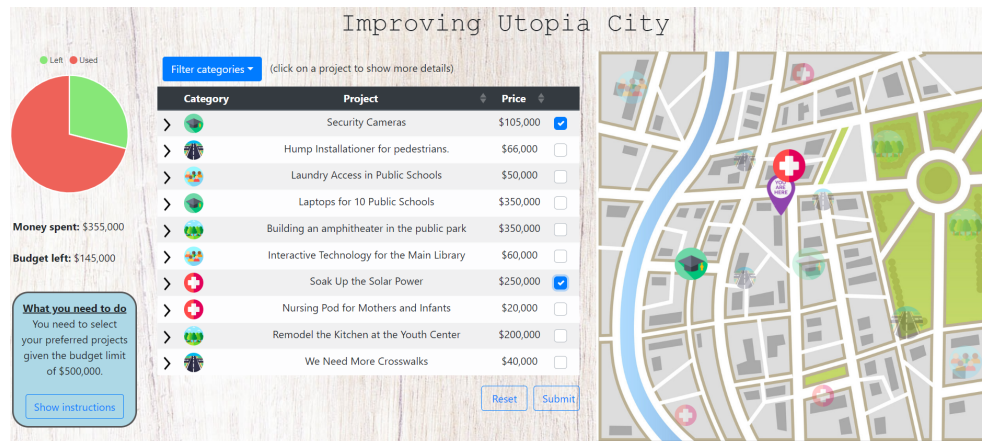 Improving Utopia City
Left Used
Filter categories (click on a project to show more details)
Category Project Price
Security Cameras $105,000
Hump Installationer for pedestrians. $66,000
Laundry Access in Public Schools $50,000
Laptops for 10 Public Schools $350,000
Building an amphitheater in the public park $350,000
Interactive Technology for the Main Library $60,000
Soak Up the Solar Power $250,000
Nursing Pod for Mothers and Infants $20,000
Remodel the Kitchen at the Youth Center $200,000
We Need More Crosswalks $40,000
Reset Submit
Money spent: $355,000
Budget left: $145,000
What you need to do
You need to select
your preferred projects
given the budget limit
of $500,000.
Show instructions
YOU
ARE
HERE